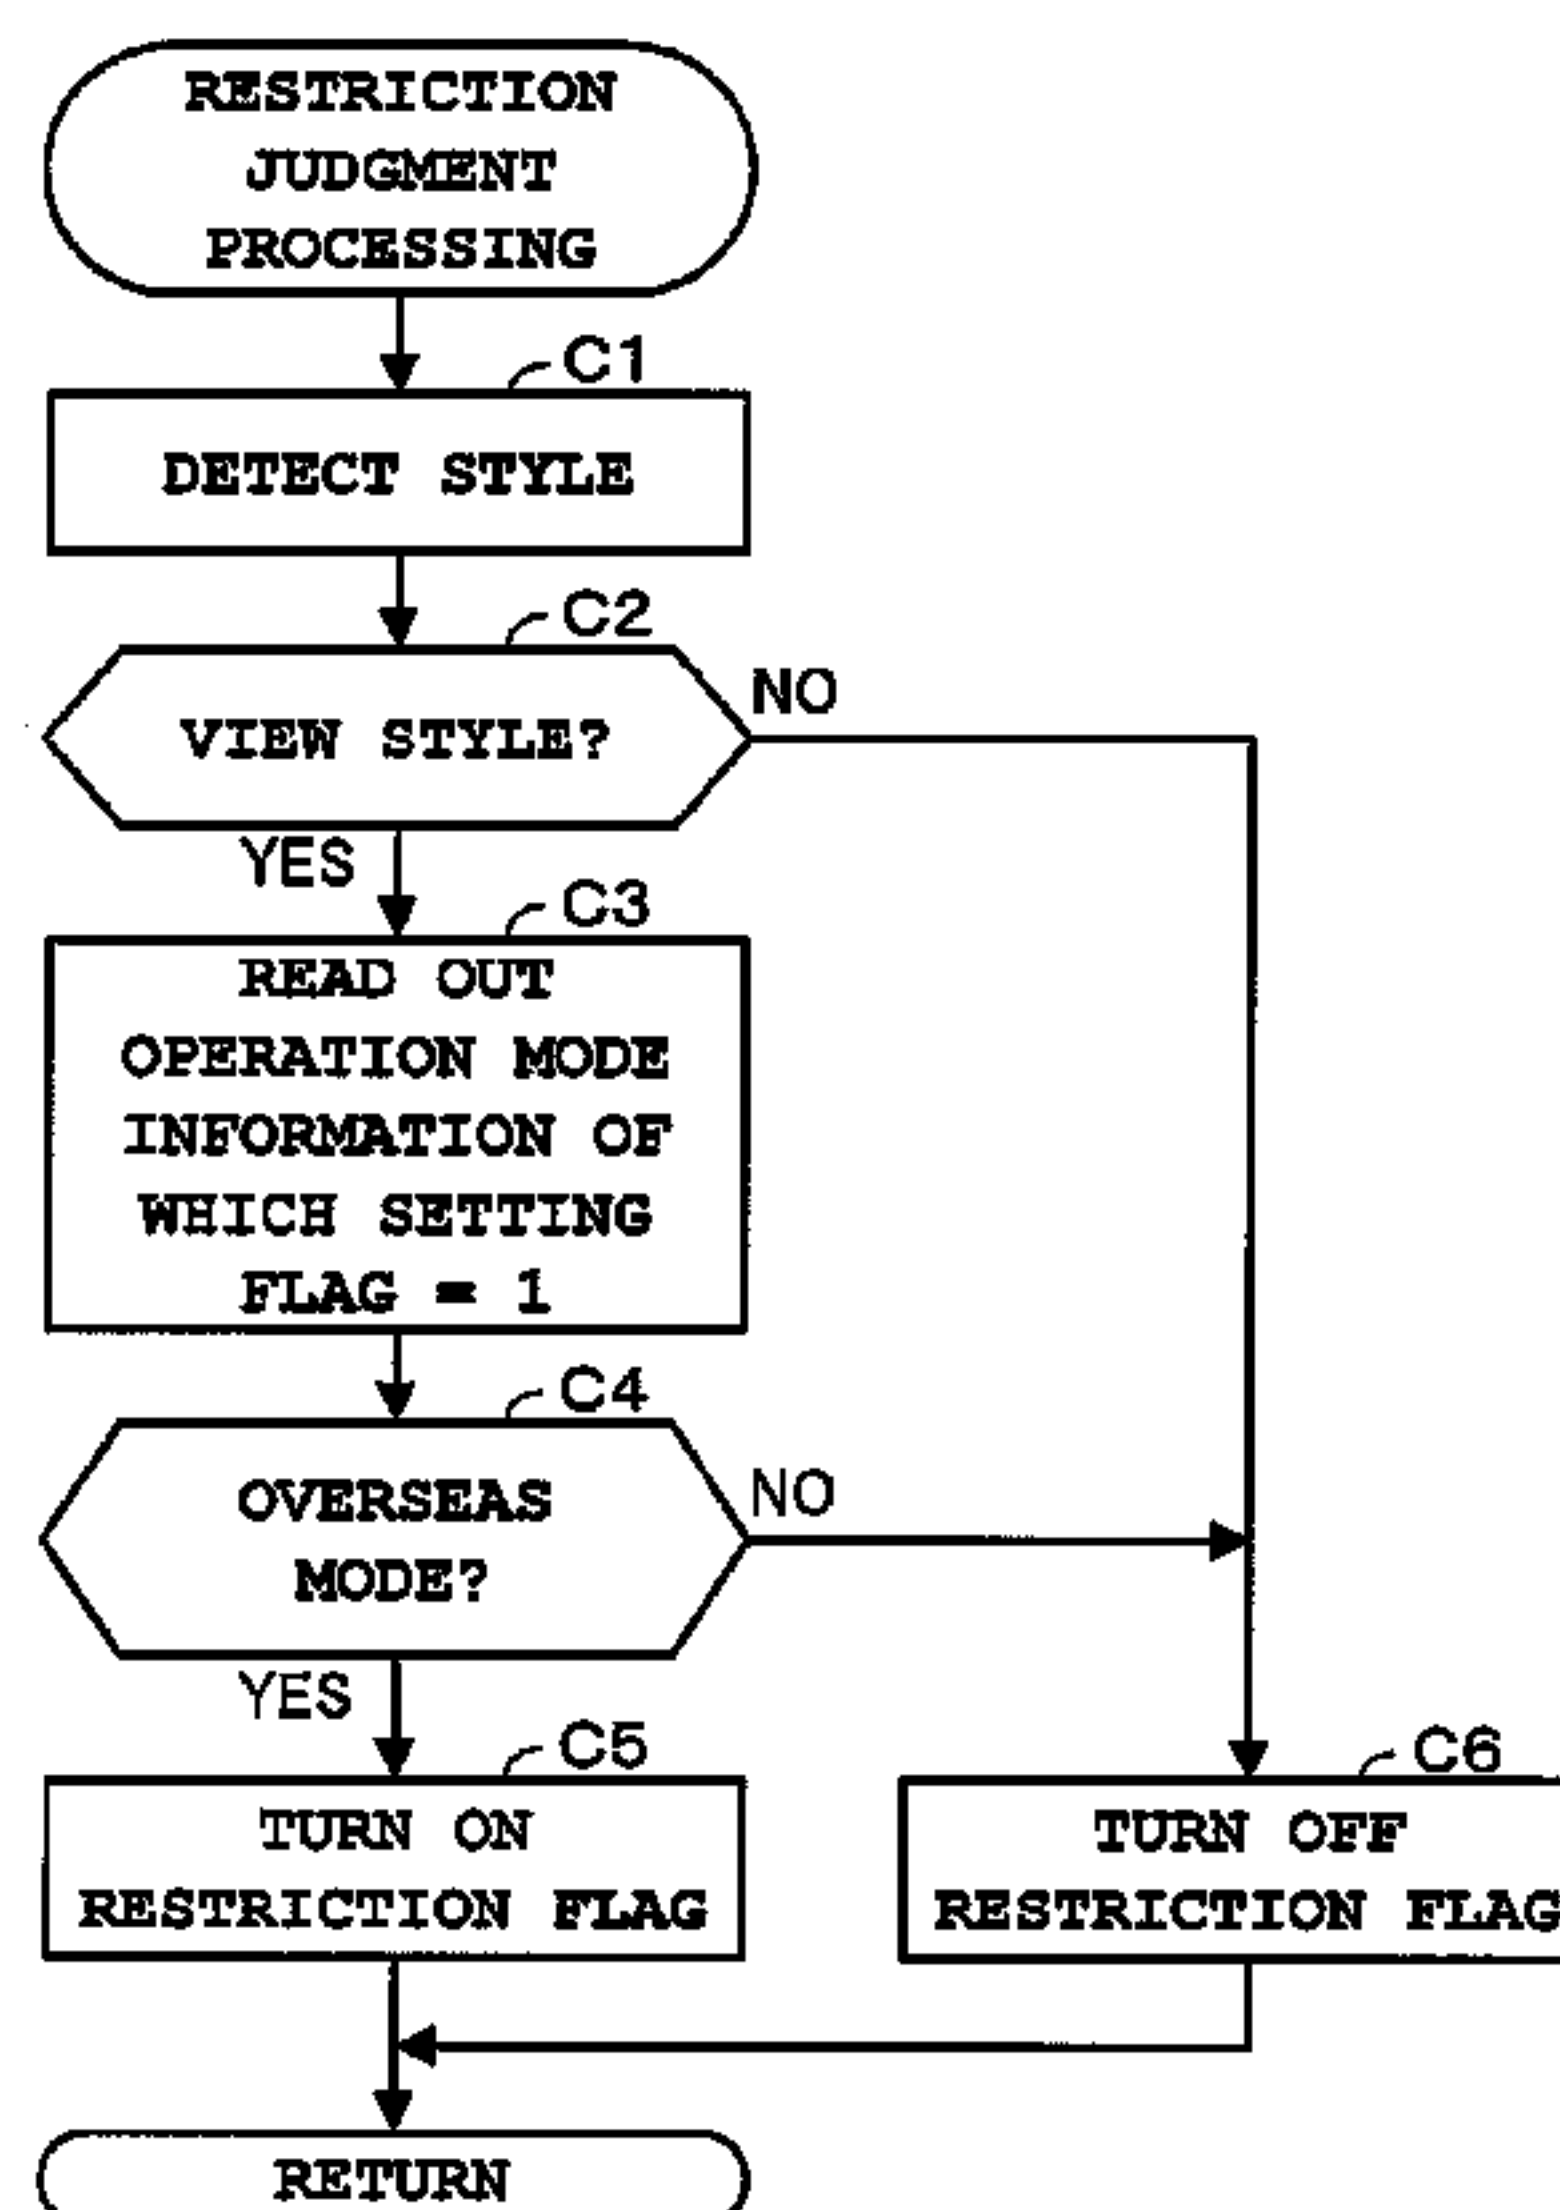 RESTRICTION
JUDGMENT
PROCESSING
C1
DETECT STYLE
C2
VIEW STYLE?
NO
YES
C3
READ OUT
OPERATION MODE
INFORMATION OF
WHICH SETTING
FLAG = 1
C4
OVERSEAS
MODE?
NO
YES
C5
TURN ON
RESTRICTION FLAG
C6
TURN OFF
RESTRICTION FLAG
RETURN